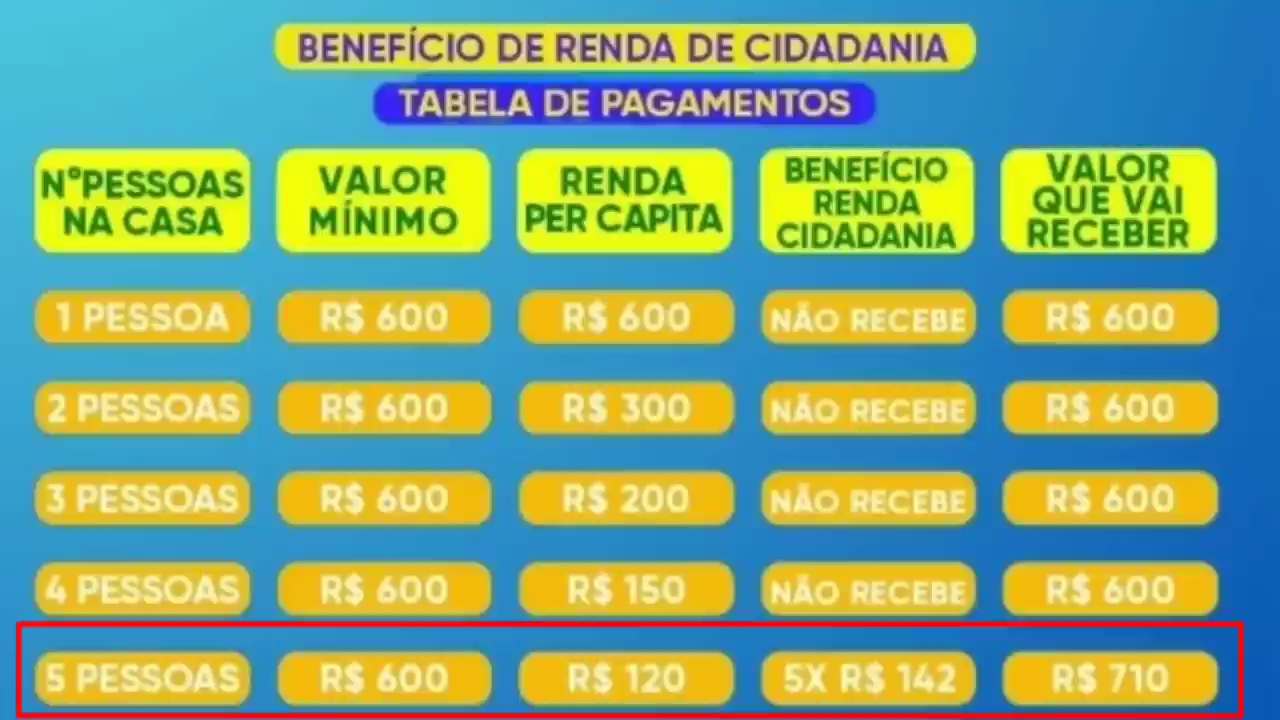 BENEFÍCIO DE RENDA DE CIDADANIA
TABELA DE PAGAMENTOS
N°PESSOAS
NA CASA
VALOR
MÍNIMO
RENDA
PER CAPITA
BENEFÍCIO
RENDA
CIDADANIA
VALOR
QUE VAI
RECEBER
1 PESSOA R$ 600 R$ 600 NÃO RECEBE R$ 600
2 PESSOAS R$ 600 R$ 300 NÃO RECEBE R$ 600
3 PESSOAS R$ 600 R$ 200 NÃO RECEBE R$ 600
4 PESSOAS R$ 600 R$ 150 NÃO RECEBE R$ 600
5 PESSOAS R$ 600 R$ 120 5X R$ 142 R$ 710